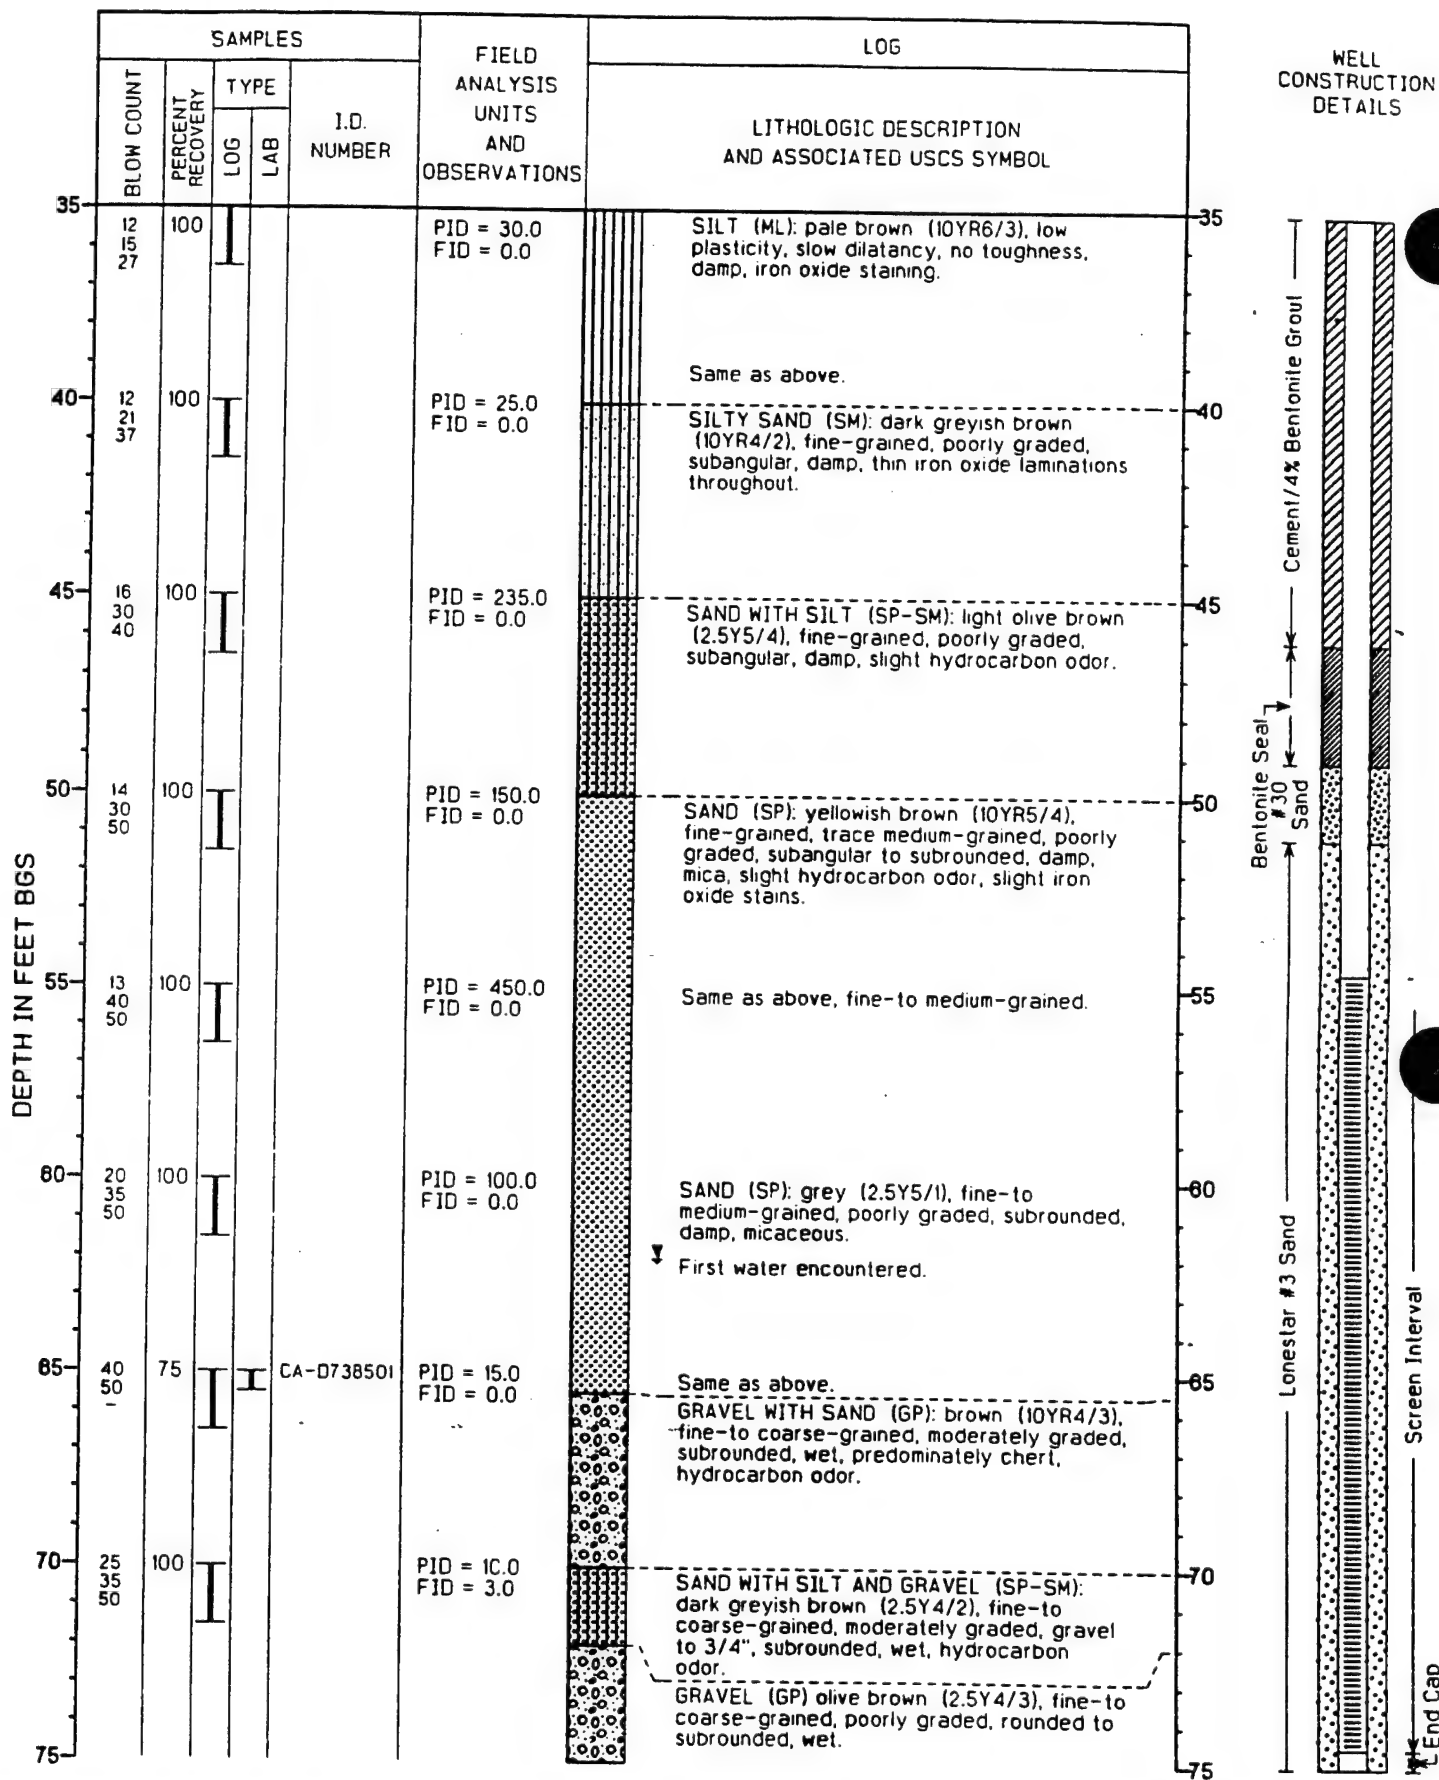 SAMPLES
FIELD
ANALYSIS
UNITS
AND
OBSERVATIONS
LOG
WELL
CONSTRUCTION
DETAILS
BLOW COUNT
PERCENT
RECOVERY
TYPE
LOG
LAB
I.D.
NUMBER
LITHOLOGIC DESCRIPTION
AND ASSOCIATED USCS SYMBOL
DEPTH IN FEET BGS
35
12
15
27
100
PID = 30.0
FID = 0.0
SILT (ML): pale brown (10YR6/3), low
plasticity, slow dilatancy, no toughness,
damp, iron oxide staining.
35
Same as above.
40
12
21
37
100
PID = 25.0
FID = 0.0
SILTY SAND (SM): dark greyish brown
(10YR4/2), fine-grained, poorly graded,
subangular, damp, thin iron oxide laminations
throughout.
40
45
16
30
40
100
PID = 235.0
FID = 0.0
SAND WITH SILT (SP-SM): light olive brown
(2.5Y5/4), fine-grained, poorly graded,
subangular, damp, slight hydrocarbon odor.
45
50
14
30
50
100
PID = 150.0
FID = 0.0
SAND (SP): yellowish brown (10YR5/4),
fine-grained, trace medium-grained, poorly
graded, subangular to subrounded, damp,
mica, slight hydrocarbon odor, slight iron
oxide stains.
50
55
13
40
50
100
PID = 450.0
FID = 0.0
Same as above, fine-to medium-grained.
55
60
20
35
50
100
PID = 100.0
FID = 0.0
SAND (SP): grey (2.5Y5/1), fine-to
medium-grained, poorly graded, subrounded,
damp, micaceous.
60
First water encountered.
65
40
50
-
75
CA-D738501
PID = 15.0
FID = 0.0
Same as above.
65
GRAVEL WITH SAND (GP): brown (10YR4/3),
fine-to coarse-grained, moderately graded,
subrounded, wet, predominately chert,
hydrocarbon odor.
70
25
35
50
100
PID = 10.0
FID = 3.0
SAND WITH SILT AND GRAVEL (SP-SM):
dark greyish brown (2.5Y4/2), fine-to
coarse-grained, moderately graded, gravel
to 3/4", subrounded, wet, hydrocarbon
odor.
70
GRAVEL (GP) olive brown (2.5Y4/3), fine-to
coarse-grained, poorly graded, rounded to
subrounded, wet.
75
75
Cement/4% Bentonite Grout
Bentonite Seal
#30
Sand
Lonestar #3 Sand
Screen Interval
End Cap